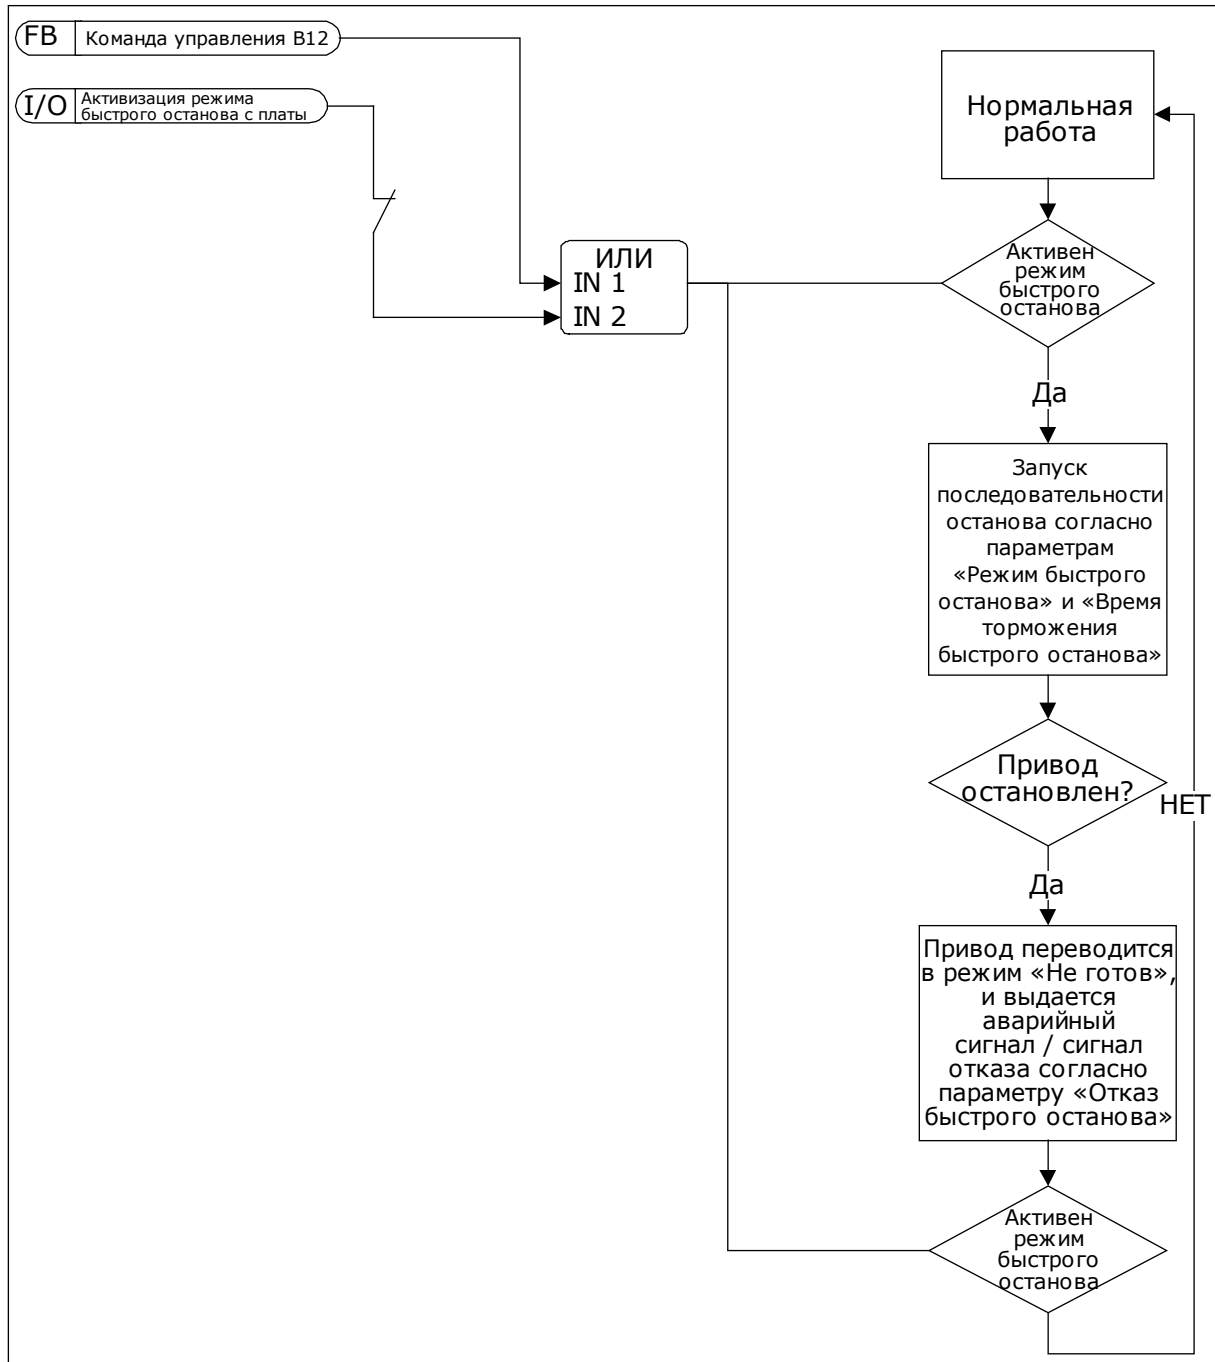 FB
Команда управления B12
I/O
Активизация режима
быстрого останова с платы
ИЛИ
IN 1
IN 2
Нормальная
работа
Активен
режим
быстрого
останова
Да
Запуск
последовательности
останова согласно
параметрам
«Режим быстрого
останова» и «Время
торможения
быстрого останова»
Привод
остановлен?
НЕТ
Да
Привод переводится
в режим «Не готов»,
и выдается
аварийный
сигнал / сигнал
отказа согласно
параметру «Отказ
быстрого останова»
Активен
режим
быстрого
останова